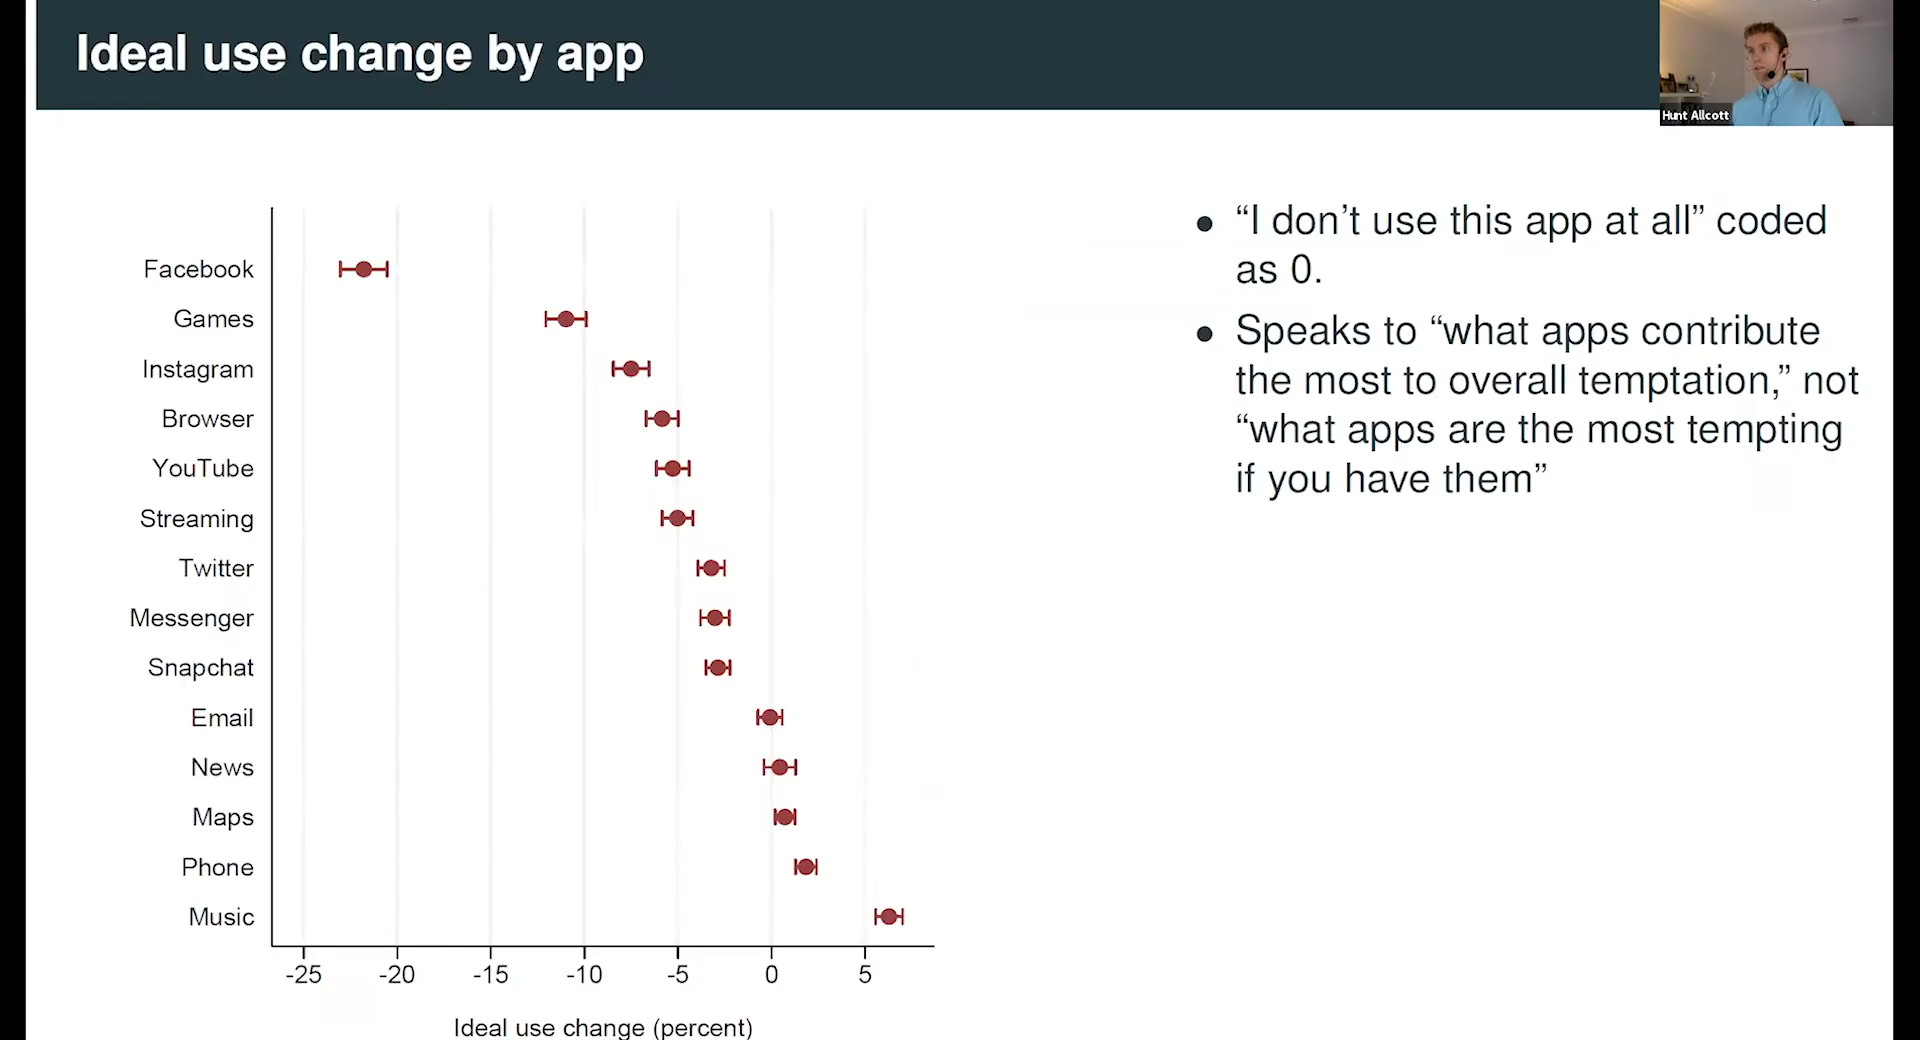 Ideal use change by app
Hunt Allcott
Facebook
Games
Instagram
Browser
YouTube
Streaming
Twitter
Messenger
Snapchat
Email
News
Maps
Phone
Music
-25 -20 -15 -10 -5 0 5
Ideal use change (percent)
● “I don’t use this app at all” coded
as 0.
● Speaks to “what apps contribute
the most to overall temptation,” not
“what apps are the most tempting
if you have them”